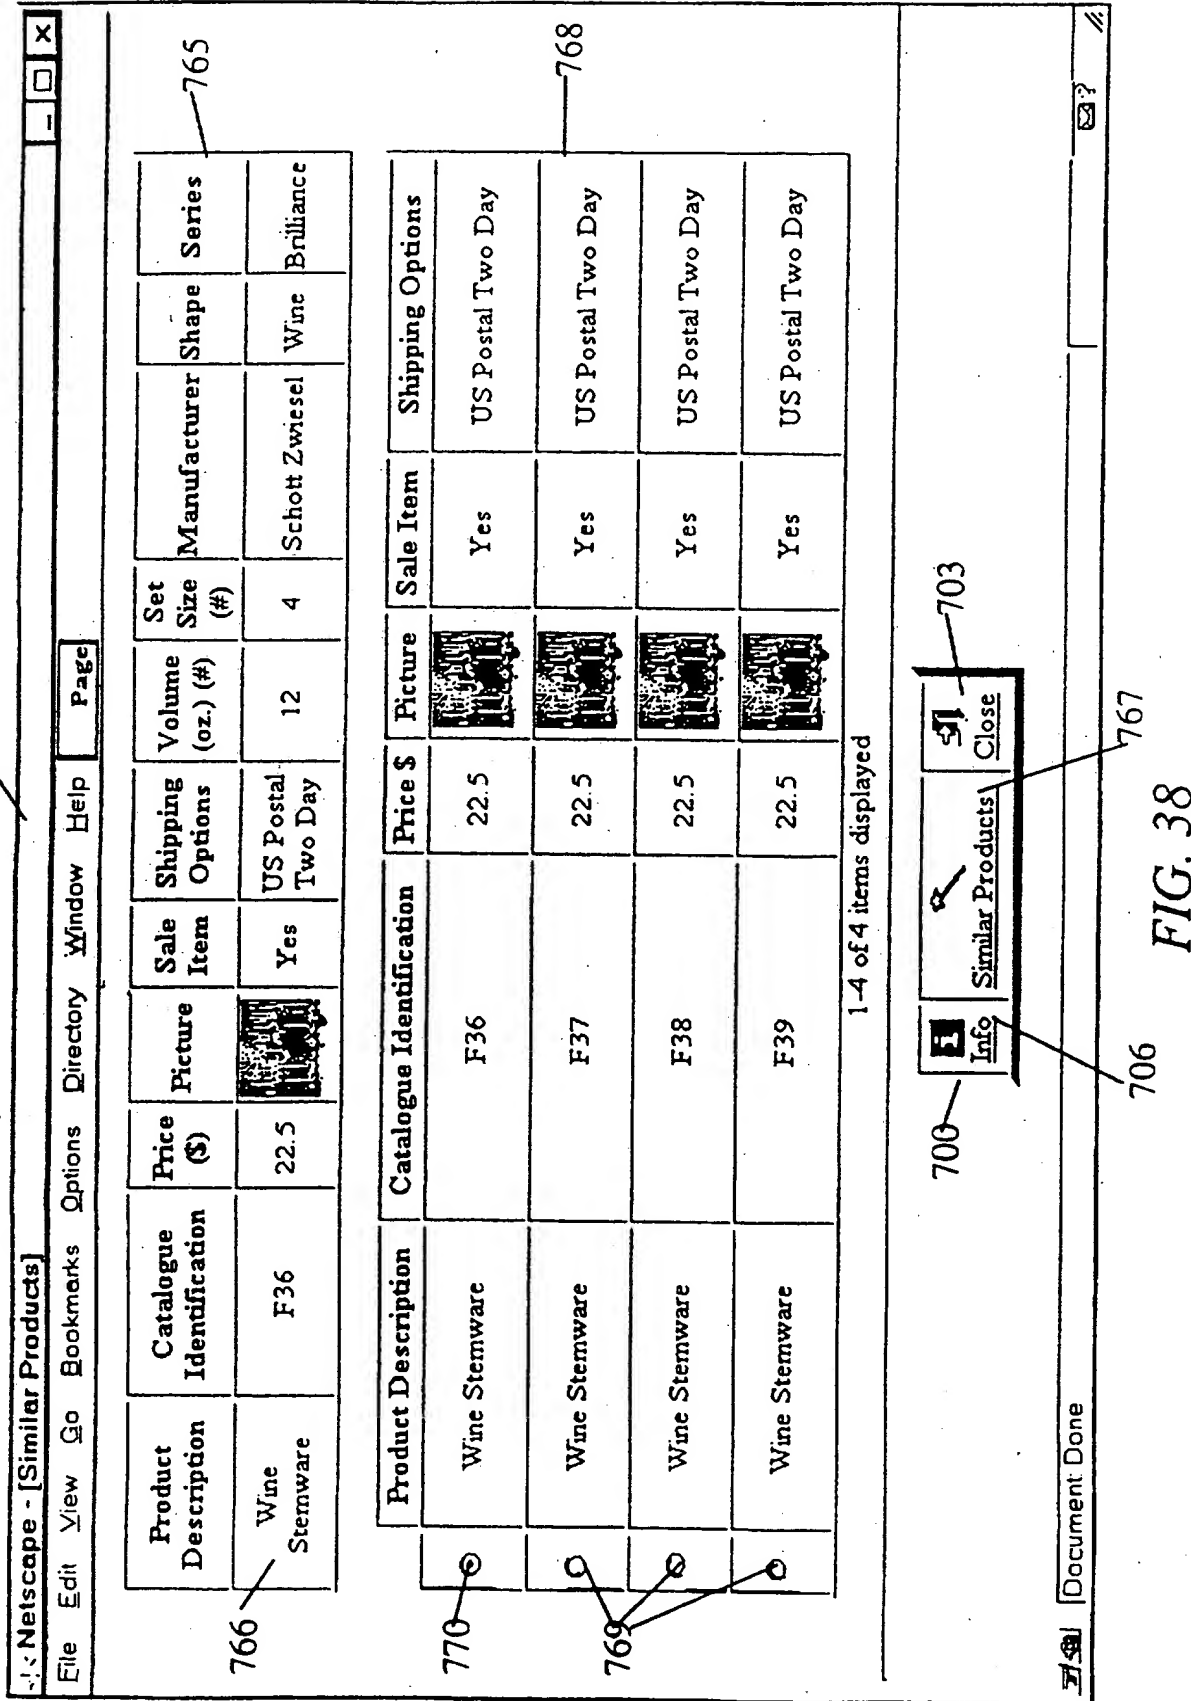 Netscape - [Similar Products]
File Edit View Go Bookmarks Options Directory Window Help Page
Product Description Catalogue Identification Price ($) Picture Sale Item Shipping Options Volume (oz.) (#) Set Size (#) Manufacturer Shape Series
765
766
Wine Stemware F36 22.5 Yes US Postal Two Day 12 4 Schott Zwiesel Wine Brilliance
Product Description Catalogue Identification Price $ Picture Sale Item Shipping Options
768
770
Wine Stemware F36 22.5 Yes US Postal Two Day
Wine Stemware F37 22.5 Yes US Postal Two Day
769
Wine Stemware F38 22.5 Yes US Postal Two Day
Wine Stemware F39 22.5 Yes US Postal Two Day
1-4 of 4 items displayed
700
Info Similar Products Close
703
706
767
Document: Done
?
FIG. 38